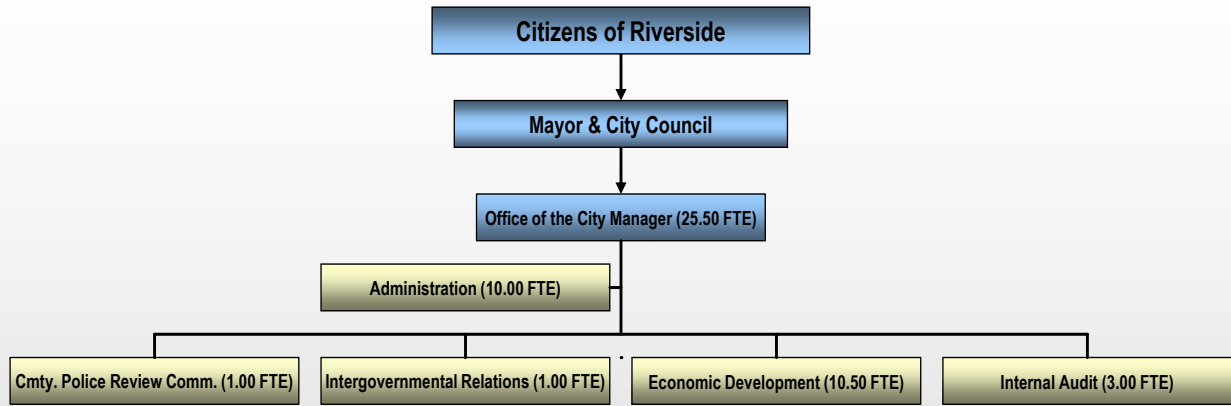 Citizens of Riverside
Mayor & City Council
Office of the City Manager (25.50 FTE)
Administration (10.00 FTE)
Cmty. Police Review Comm. (1.00 FTE)
Intergovernmental Relations (1.00 FTE)
Economic Development (10.50 FTE)
Internal Audit (3.00 FTE)